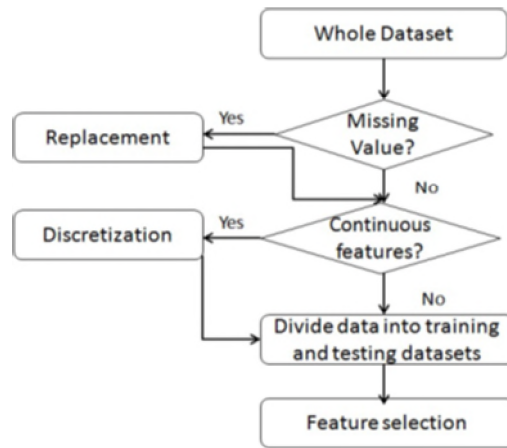 Whole Dataset
Yes
Missing
Value?
Replacement
No
Yes
Continuous
features?
Discretization
No
Divide data into training
and testing datasets
Feature selection